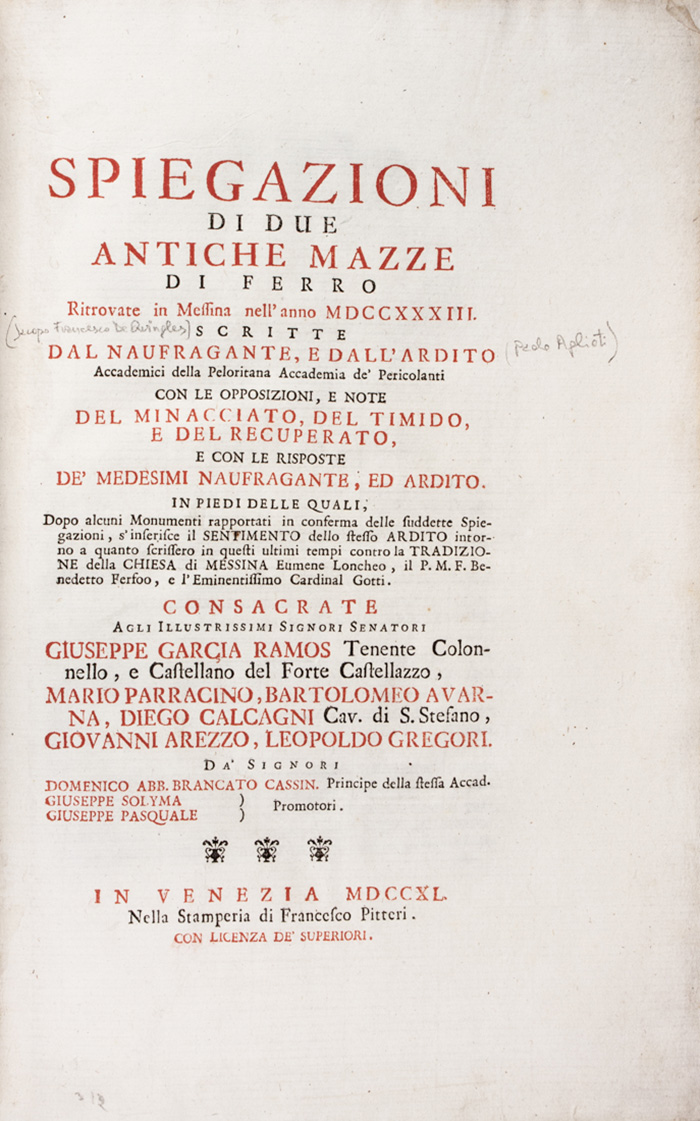 SPIEGAZIONI
DI DUE
ANTICHE MAZZE
DI FERRO
Ritrovate in Meſſina nell'anno MDCCXXXIII.
Francesco De SCRITTE
DAL NAUFRAGANTE, E DALL'ARDITO (Paolo Aglioti)
Accademici della Peloritana Accademia de' Pericolanti
CON LE OPPOSIZIONI, E NOTE
DEL MINACCIATO, DEL TIMIDO,
E DEL RECUPERATO,
E CON LE RISPOSTE
DE' MEDESIMI NAUFRAGANTE, ED ARDITO.
IN PIEDI DELLE QUALI,
Dopo alcuni Monumenti rapportati in conferma delle ſuddette Spie-
gazioni, s'inſeriſce il SENTIMENTO dello ſteſſo ARDITO intor-
no a quanto ſcriſſero in queſti ultimi tempi contro la TRADIZIO-
NE della CHIESA di MESSINA Eumene Loncheo, il P. M. F. Be-
nedetto Ferſoo, e l'Eminentiſſimo Cardinal Gotti.
CONSACRATE
AGLI ILLUSTRISSIMI SIGNORI SENATORI
GIUSEPPE GARCIA RAMOS Tenente Colon-
nello, e Caſtellano del Forte Caſtellazzo,
MARIO PARRACINO, BARTOLOMEO AVAR-
NA, DIEGO CALCAGNI Cav. di S. Stefano,
GIOVANNI AREZZO, LEOPOLDO GREGORI.
DA' SIGNORI
DOMENICO ABB. BRANCATO CASSIN. Principe della ſteſſa Accad.
GIUSEPPE SOLYMA )
GIUSEPPE PASQUALE ) Promotori.
IN VENEZIA MDCCXL.
Nella Stamperia di Franceſco Pitteri.
CON LICENZA DE' SUPERIORI.